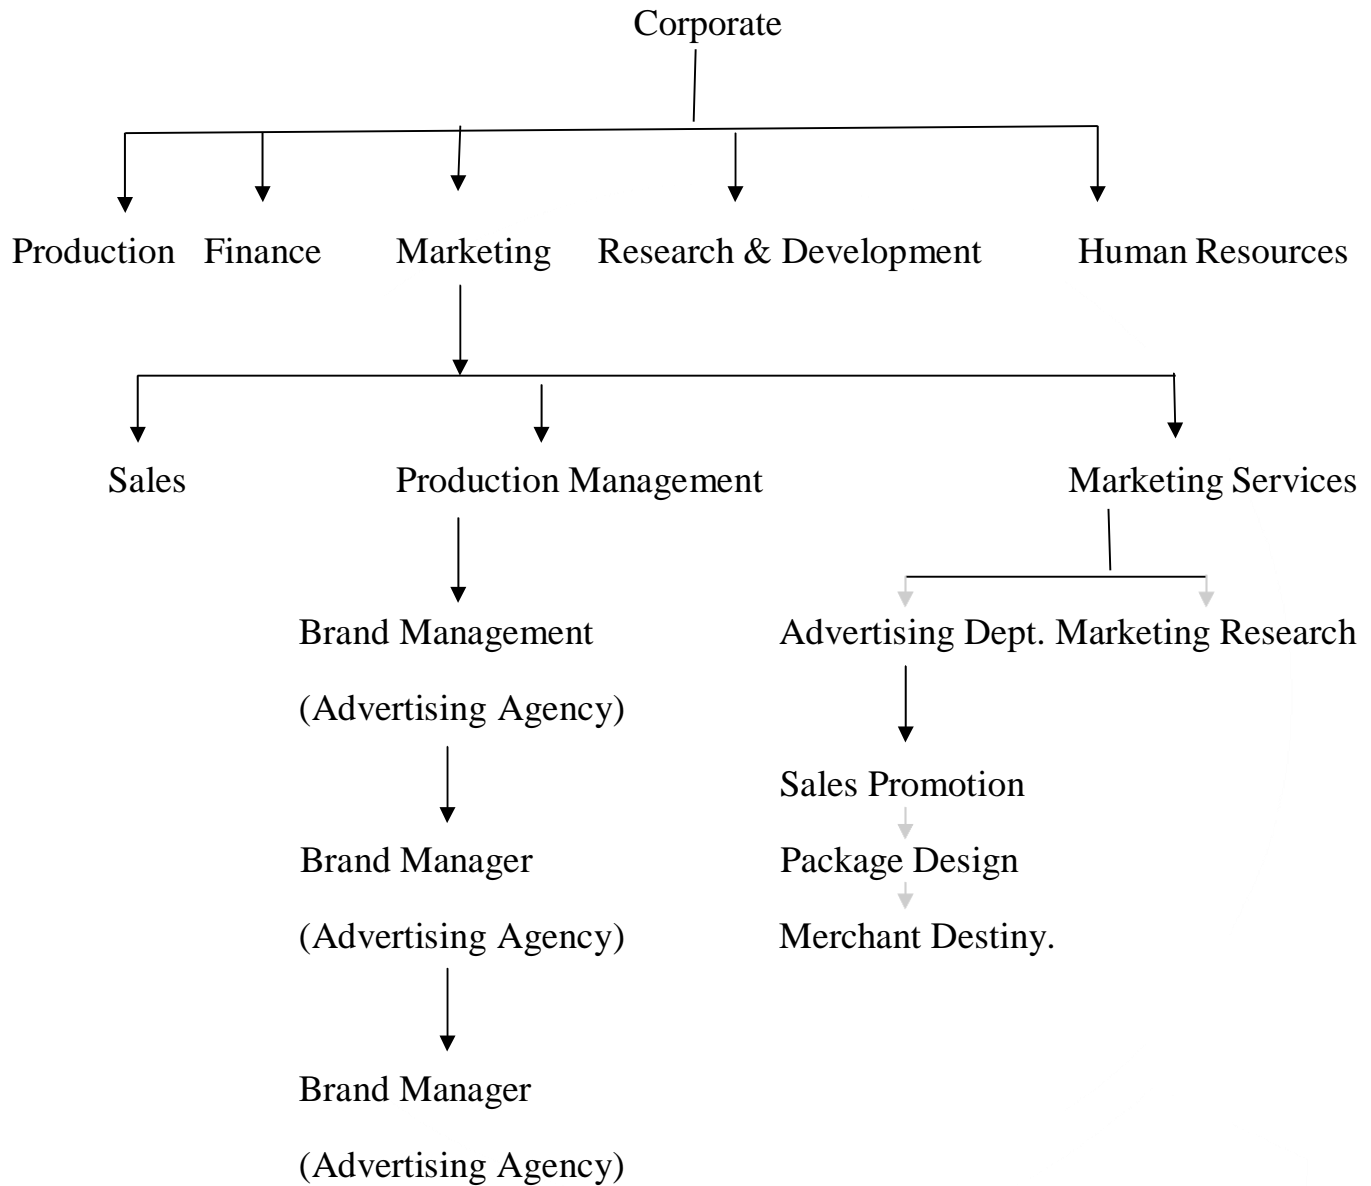 Corporate
Production Finance Marketing Research & Development Human Resources
Sales Production Management Marketing Services
Brand Management Advertising Dept. Marketing Research
(Advertising Agency)
Sales Promotion
Brand Manager Package Design
(Advertising Agency) Merchant Destiny.
Brand Manager
(Advertising Agency)